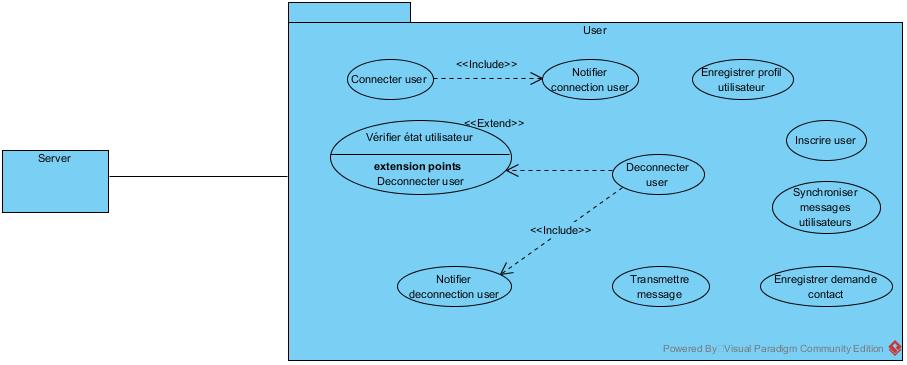 User
<<Include>>
Connecter user
Notifier
connection user
Enregistrer profil
utilisateur
<<Extend>>
Vérifier état utilisateur
extension points
Deconnecter user
Inscrire user
Server
Deconnecter
user
Synchroniser
messages
utilisateurs
<<Include>>
Notifier
deconnection user
Transmettre
message
Enregistrer demande
contact
Powered By Visual Paradigm Community Edition